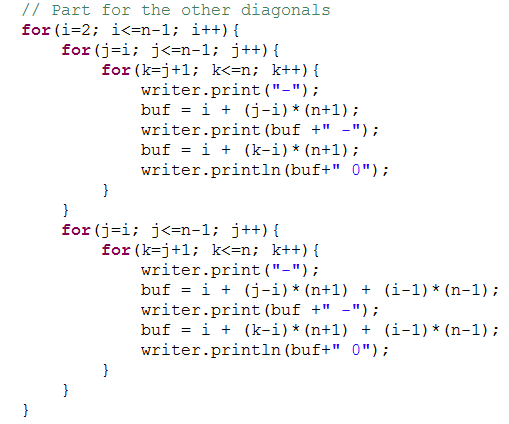 // Part for the other diagonals
for(i=2; i<=n-1; i++){
for(j=i; j<=n-1; j++){
for(k=j+1; k<=n; k++){
writer.print("-");
buf = i + (j-i)*(n+1);
writer.print(buf +" -");
buf = i + (k-i)*(n+1);
writer.println(buf+" 0");
}
}
for(j=i; j<=n-1; j++){
for(k=j+1; k<=n; k++){
writer.print("-");
buf = i + (j-i)*(n+1) + (i-1)*(n-1);
writer.print(buf +" -");
buf = i + (k-i)*(n+1) + (i-1)*(n-1);
writer.println(buf+" 0");
}
}
}